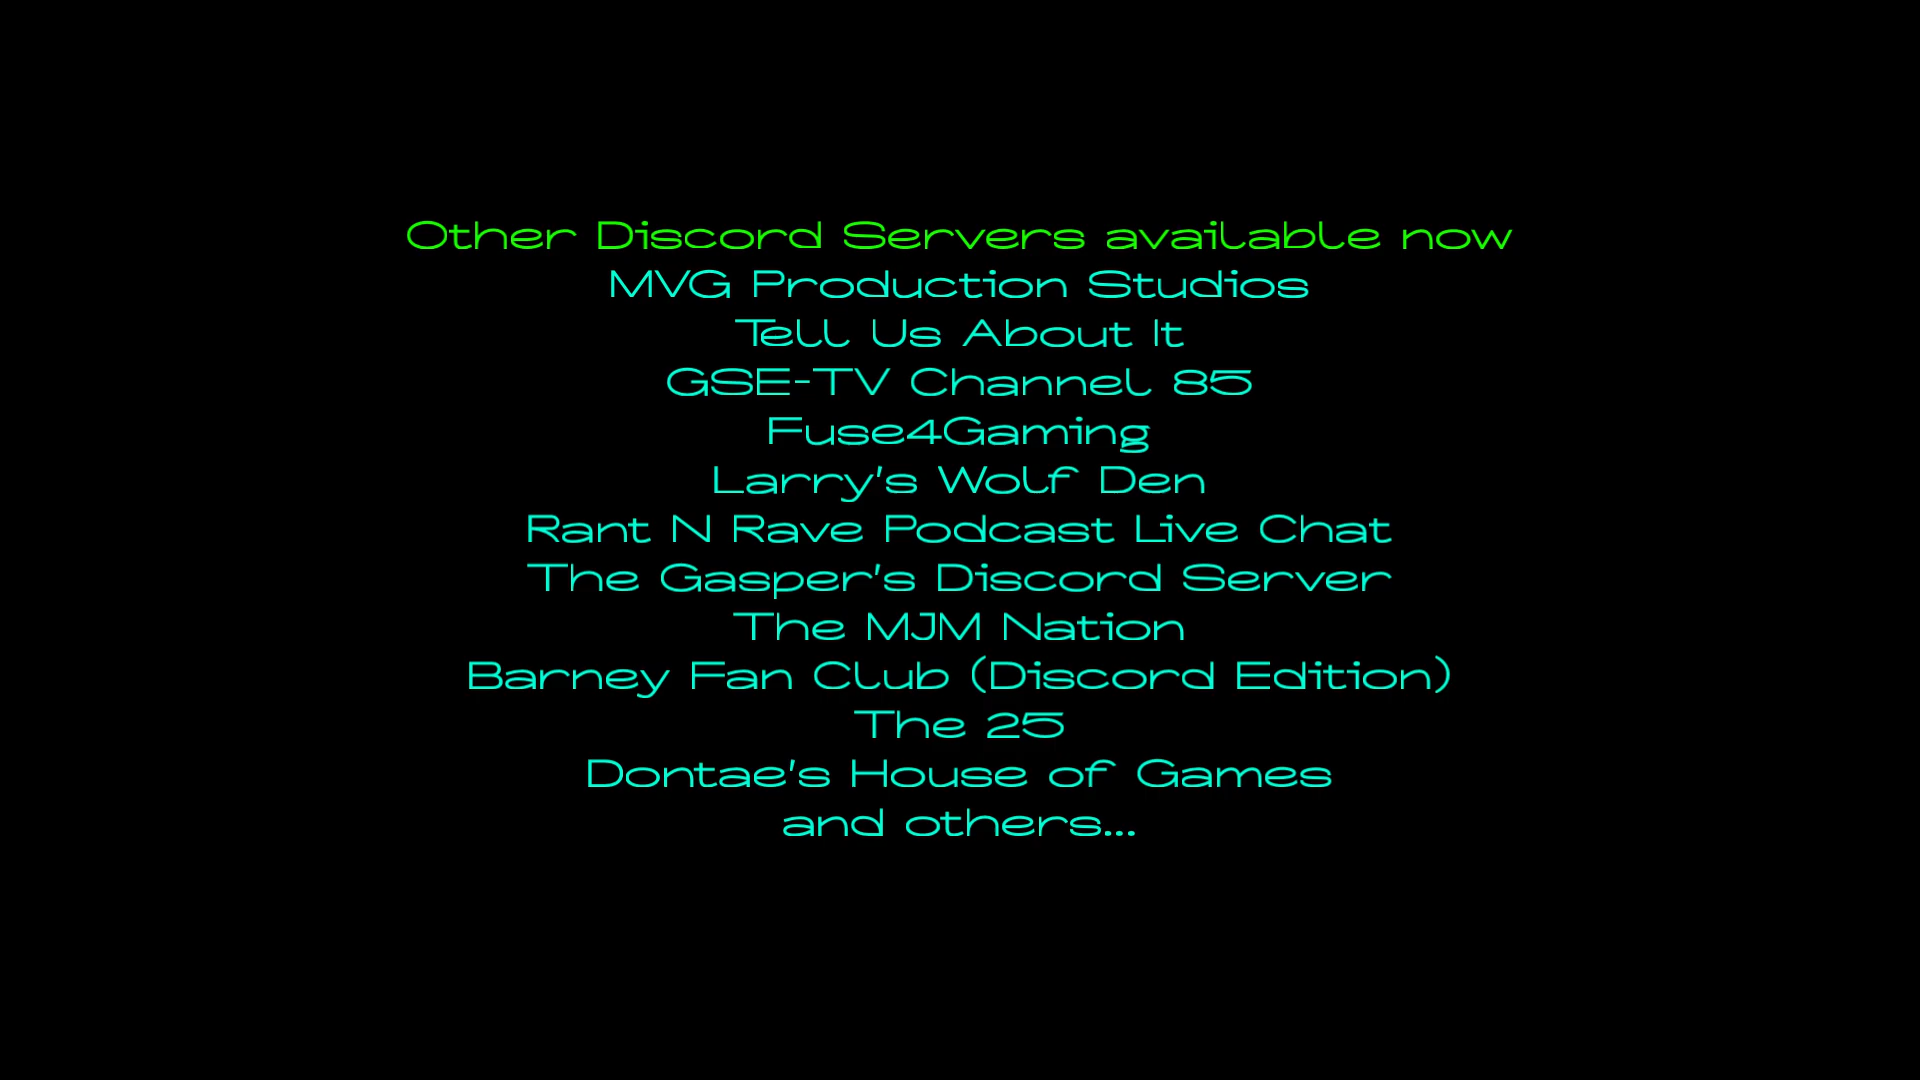 Other Discord Servers available now
MVG Production Studios
Tell Us About It
GSE-TV Channel 85
Fuse4Gaming
Larry's Wolf Den
Rant N Rave Podcast Live Chat
The Gasper's Discord Server
The MJM Nation
Barney Fan Club (Discord Edition)
The 25
Dontae's House of Games
and others...